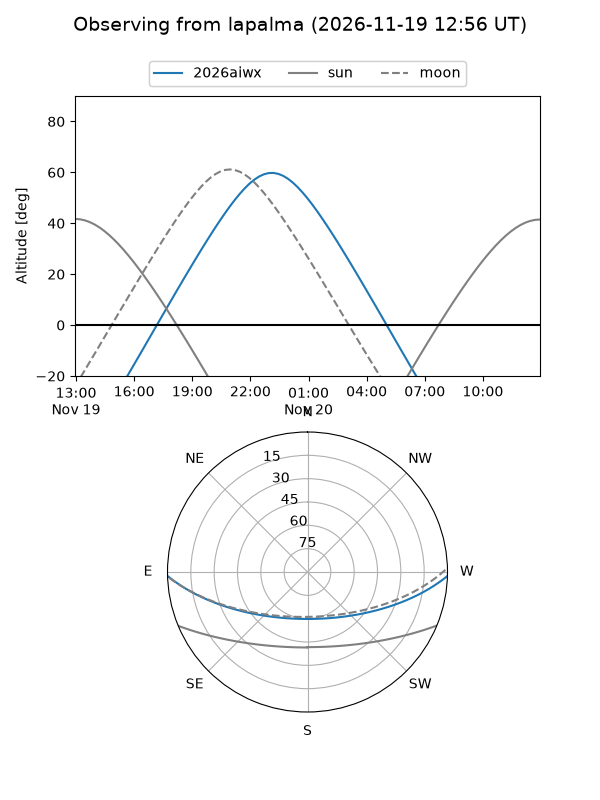 Observing from lapalma (2026-11-19 12:56 UT)
2026aiwx sun moon
Altitude [deg]
80
60
40
20
0
−20
13:00 16:00 19:00 22:00 01:00 04:00 07:00 10:00
Nov 19 Nov 20
N
NE NW
15
30
45
60
75
E W
SE SW
S